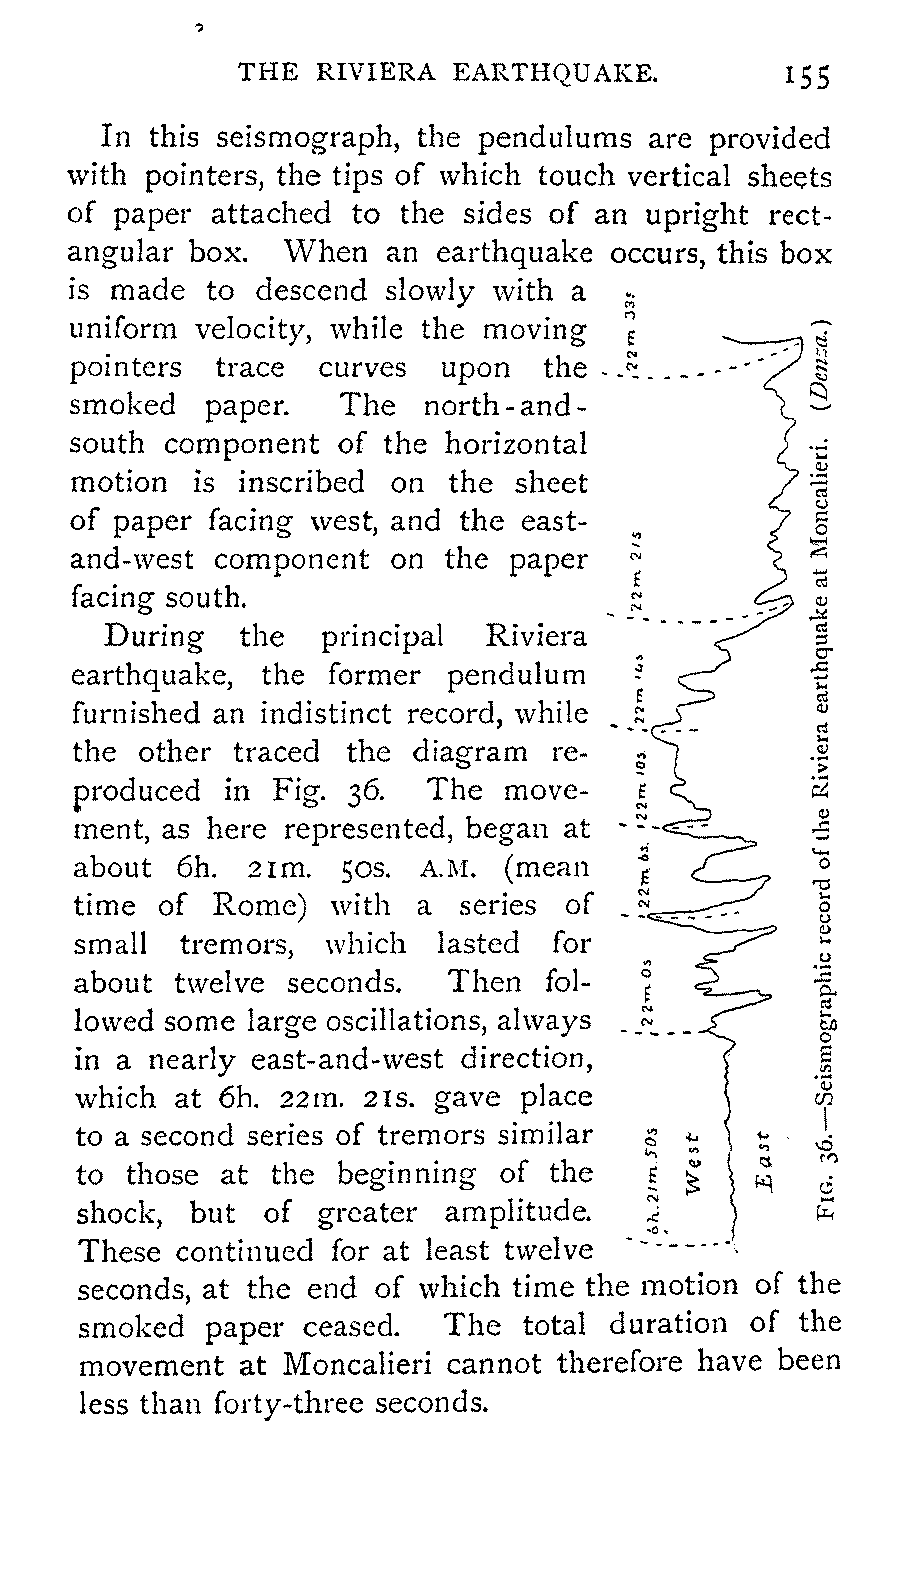 THE RIVIERA EARTHQUAKE. 155
In this seismograph, the pendulums are provided
with pointers, the tips of which touch vertical sheets
of paper attached to the sides of an upright rect-
angular box. When an earthquake occurs, this box
is made to descend slowly with a
uniform velocity, while the moving
pointers trace curves upon the
smoked paper. The north-and-
south component of the horizontal
motion is inscribed on the sheet
of paper facing west, and the east-
and-west component on the paper
facing south.
During the principal Riviera
earthquake, the former pendulum
furnished an indistinct record, while
the other traced the diagram re-
produced in Fig. 36. The move-
ment, as here represented, began at
about 6h. 21m. 50s. A.M. (mean
time of Rome) with a series of
small tremors, which lasted for
about twelve seconds. Then fol-
lowed some large oscillations, always
in a nearly east-and-west direction,
which at 6h. 22m. 21s. gave place
to a second series of tremors similar
to those at the beginning of the
shock, but of greater amplitude.
These continued for at least twelve
seconds, at the end of which time the motion of the
smoked paper ceased. The total duration of the
movement at Moncalieri cannot therefore have been
less than forty-three seconds.
22m 33s
22m 21s
22m 14s
22m 10s.
22m 6s.
22m 0s
6h. 21m. 50s
West
East
FIG. 36.—Seismographic record of the Riviera earthquake at Moncalieri. (Denza.)